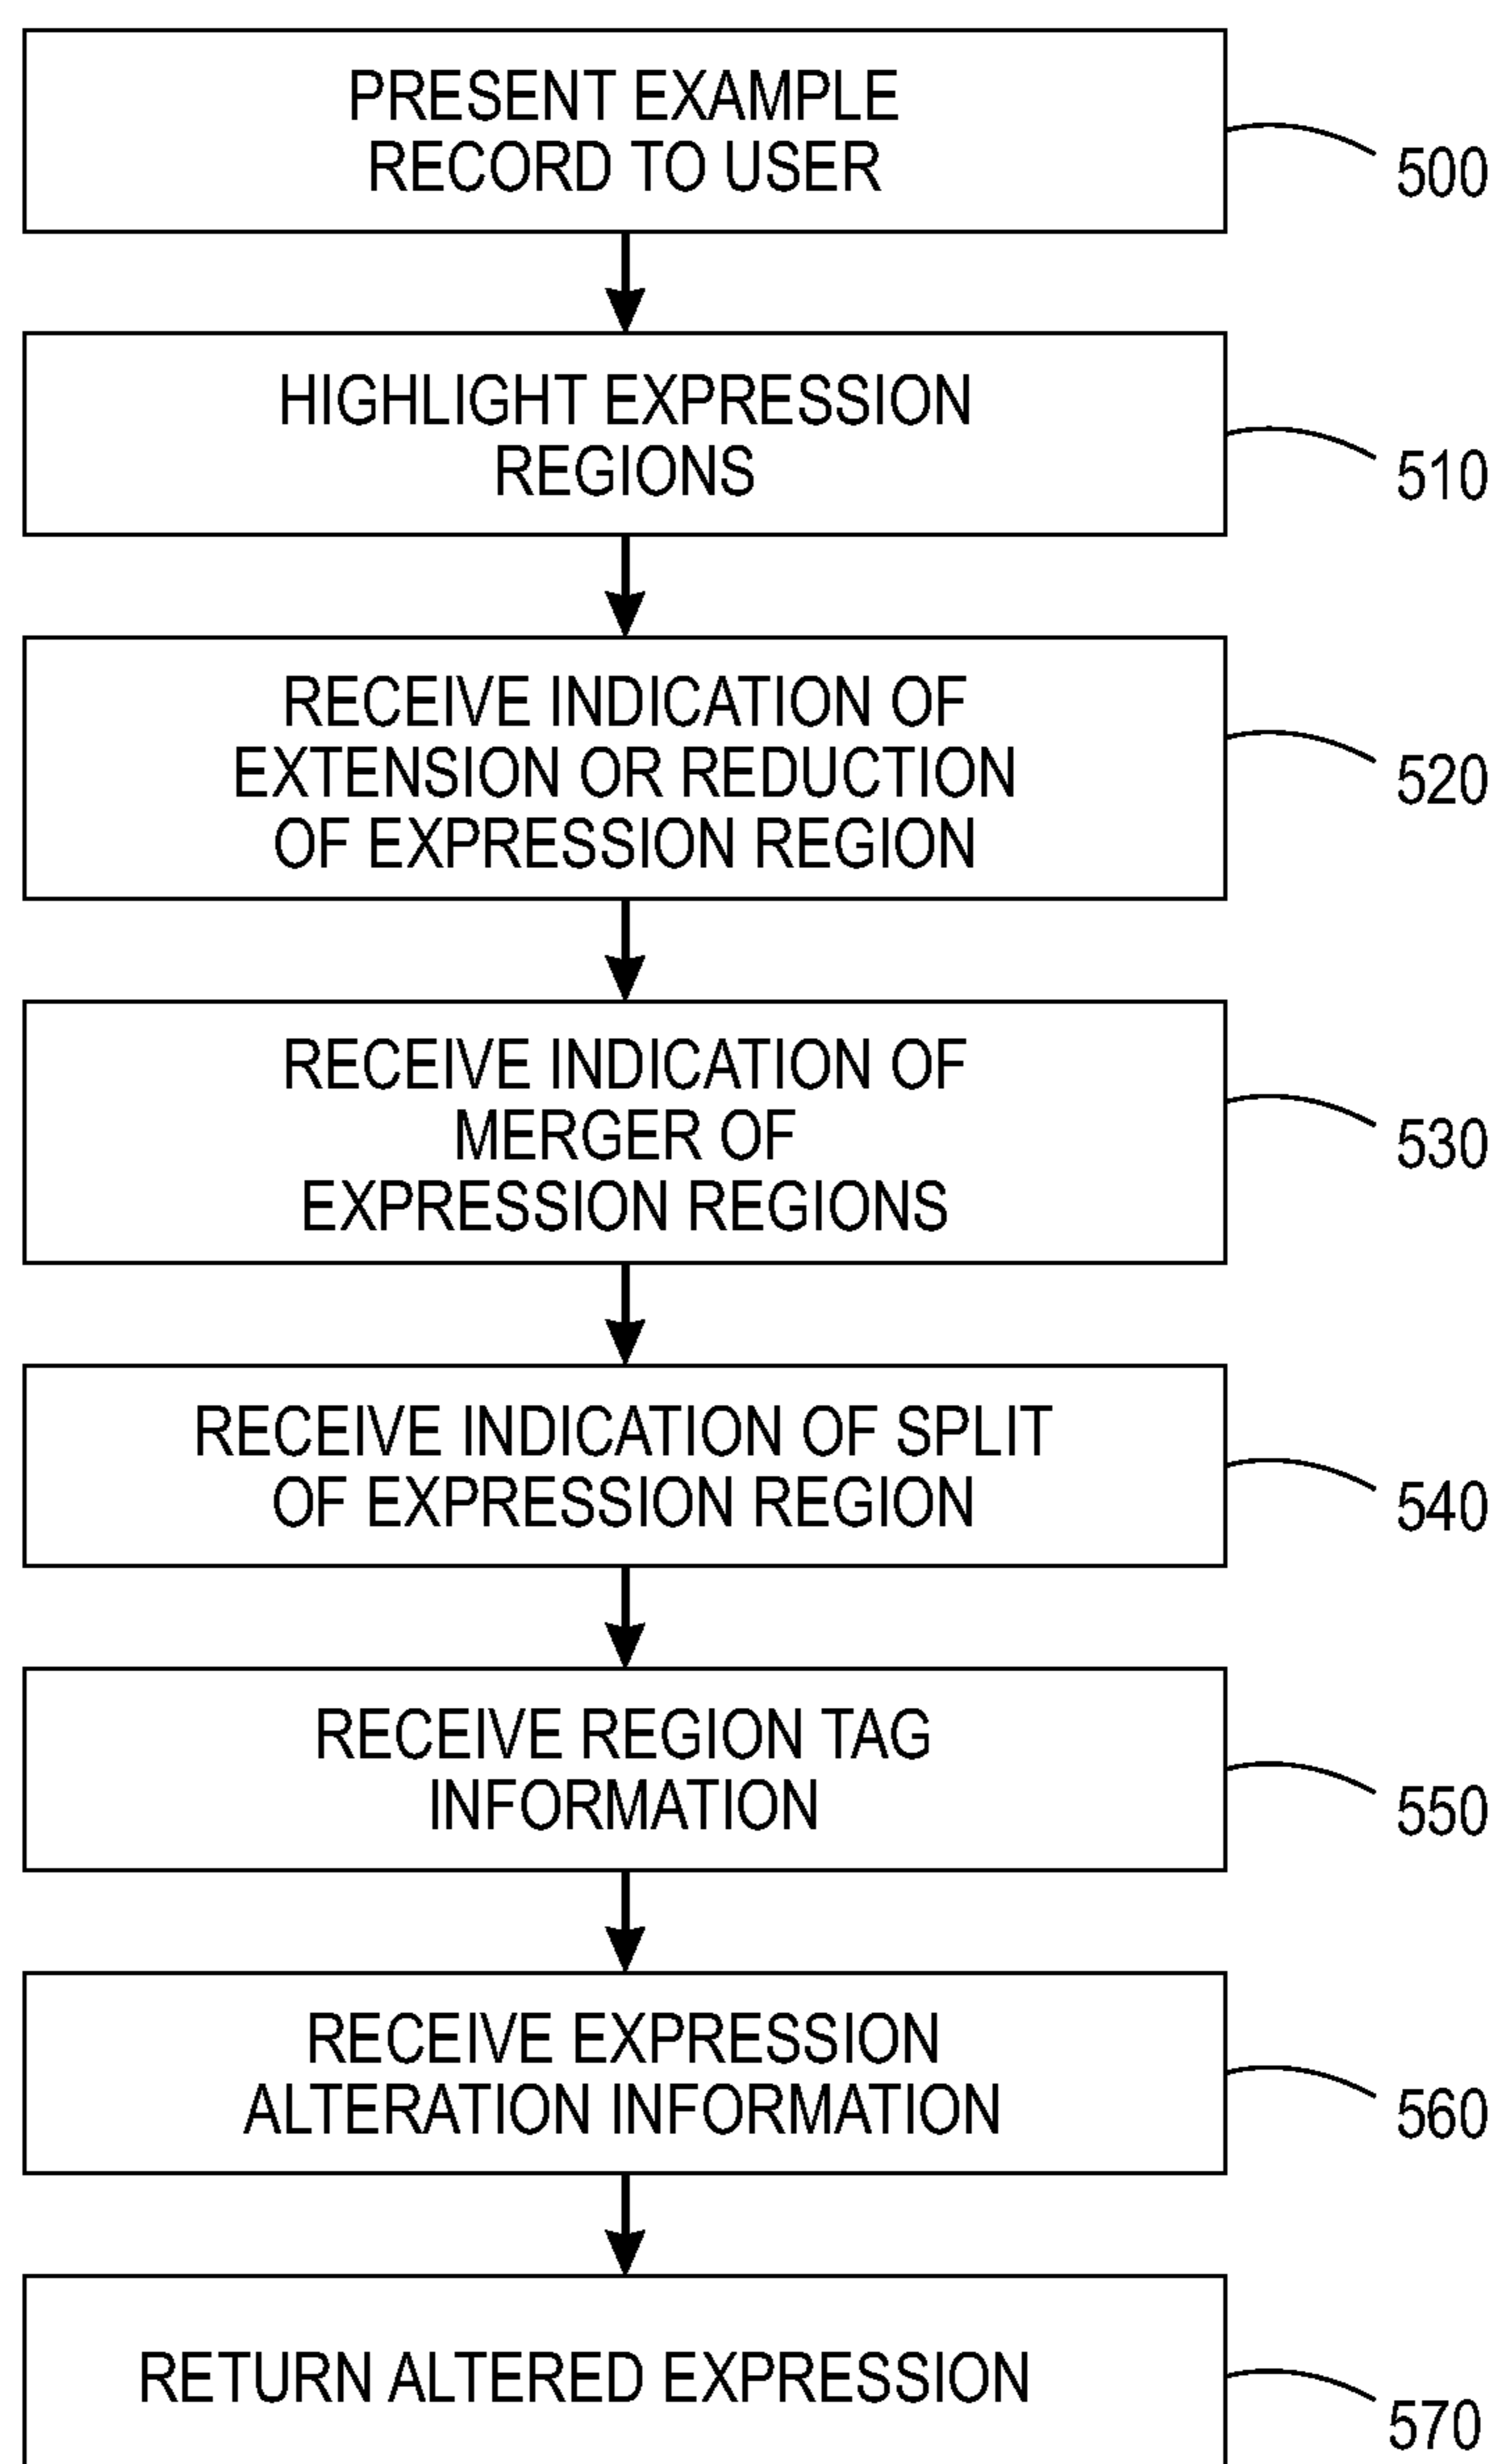 PRESENT EXAMPLE
RECORD TO USER
500
HIGHLIGHT EXPRESSION
REGIONS
510
RECEIVE INDICATION OF
EXTENSION OR REDUCTION
OF EXPRESSION REGION
520
RECEIVE INDICATION OF
MERGER OF
EXPRESSION REGIONS
530
RECEIVE INDICATION OF SPLIT
OF EXPRESSION REGION
540
RECEIVE REGION TAG
INFORMATION
550
RECEIVE EXPRESSION
ALTERATION INFORMATION
560
RETURN ALTERED EXPRESSION
570